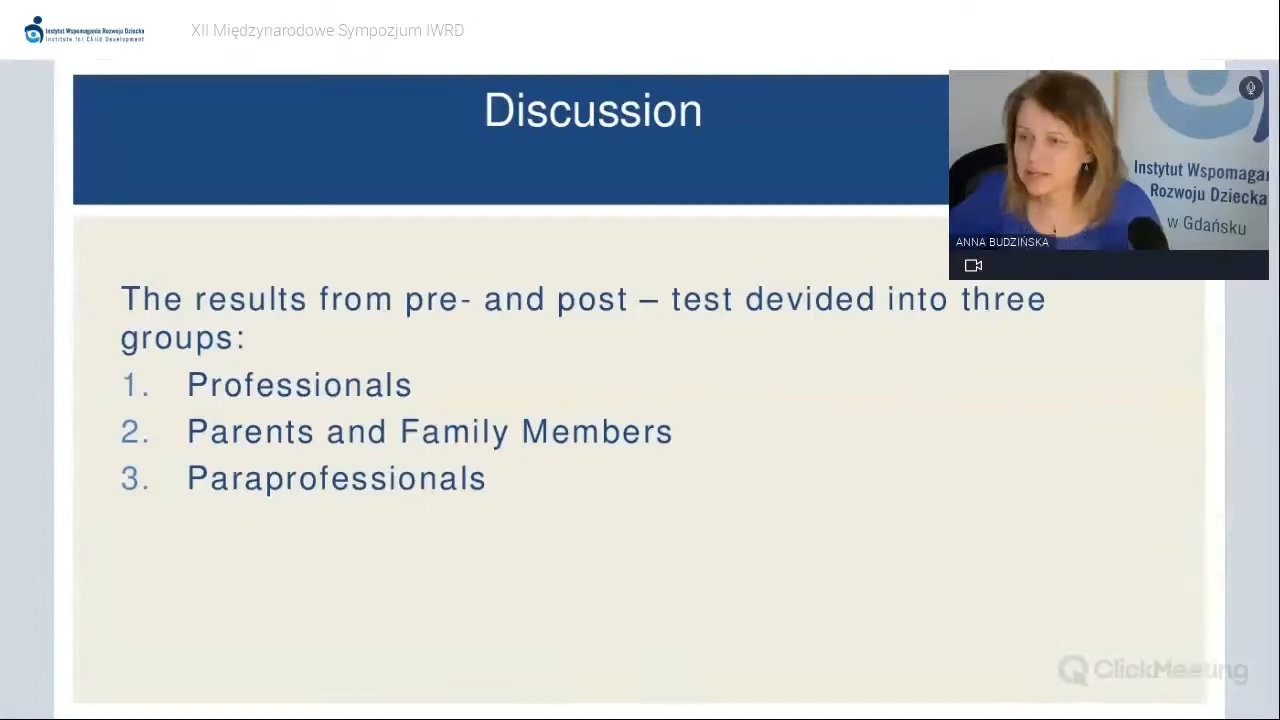 Instytut Wspomagania Rozwoju Dziecka
Institute for Child Development
XII Międzynarodowe Sympozjum IWRD
Discussion
Instytut Wspomagan
Rozwoju Dziecka
w Gdańsku
ANNA BUDZIŃSKA
The results from pre- and post – test devided into three
groups:
1. Professionals
2. Parents and Family Members
3. Paraprofessionals
ClickMeeting